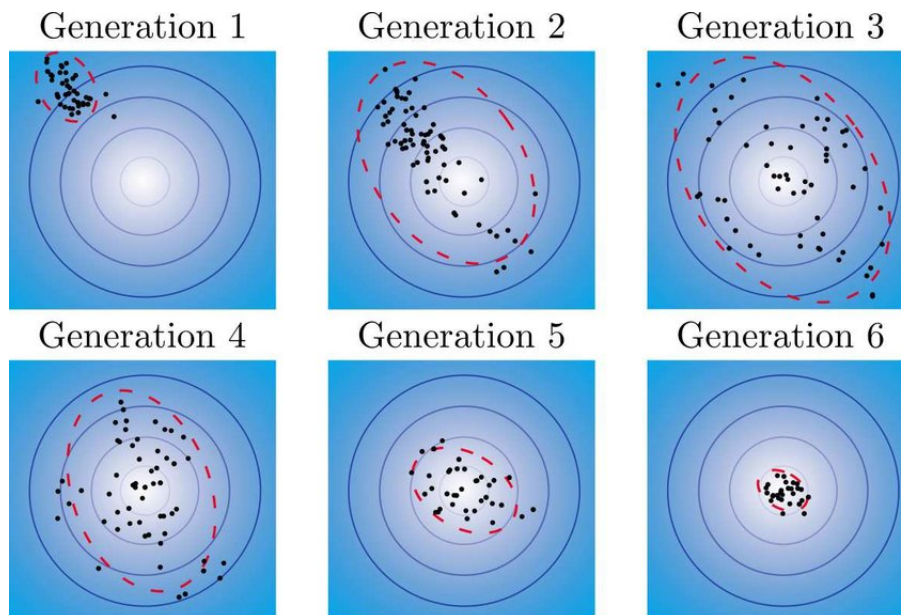 Generation 1
Generation 2
Generation 3
Generation 4
Generation 5
Generation 6